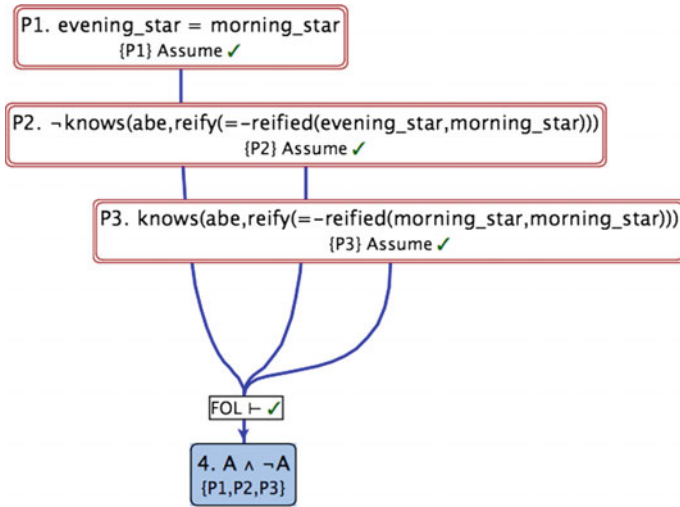 P1. evening_star = morning_star
{P1} Assume ✓
P2. ¬knows(abe,reify(=-reified(evening_star,morning_star)))
{P2} Assume ✓
P3. knows(abe,reify(=-reified(morning_star,morning_star)))
{P3} Assume ✓
FOL ⊢ ✓
4. A ∧ ¬A
{P1,P2,P3}